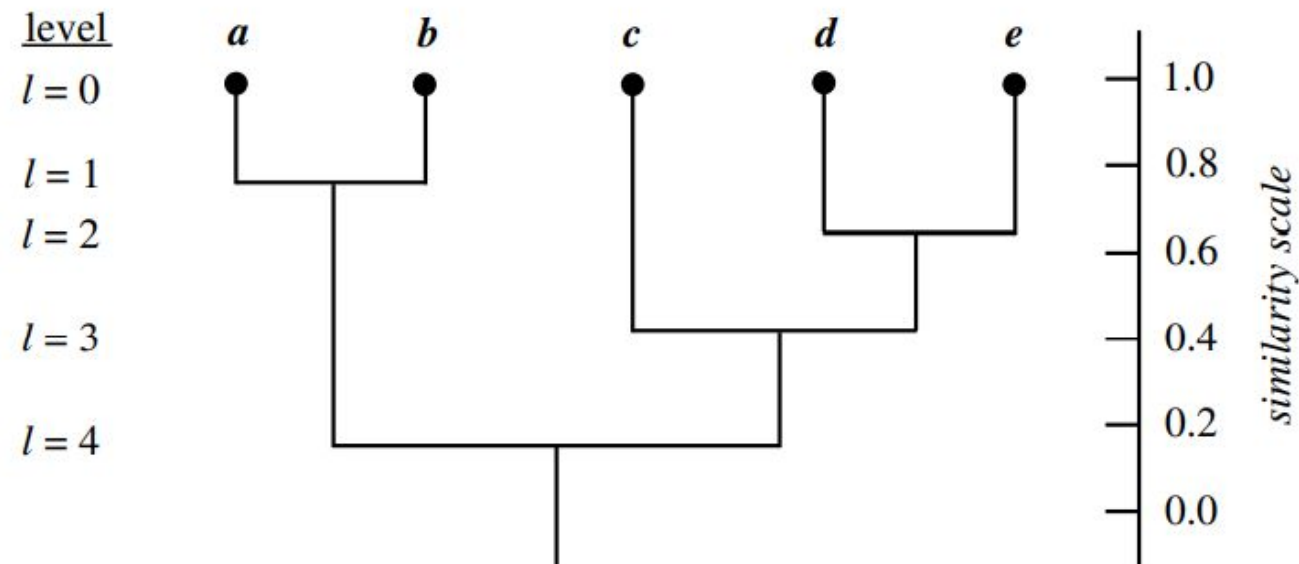 level a b c d e
l = 0 1.0
l = 1 0.8
l = 2 0.6
l = 3 0.4
l = 4 0.2
0.0
similarity scale